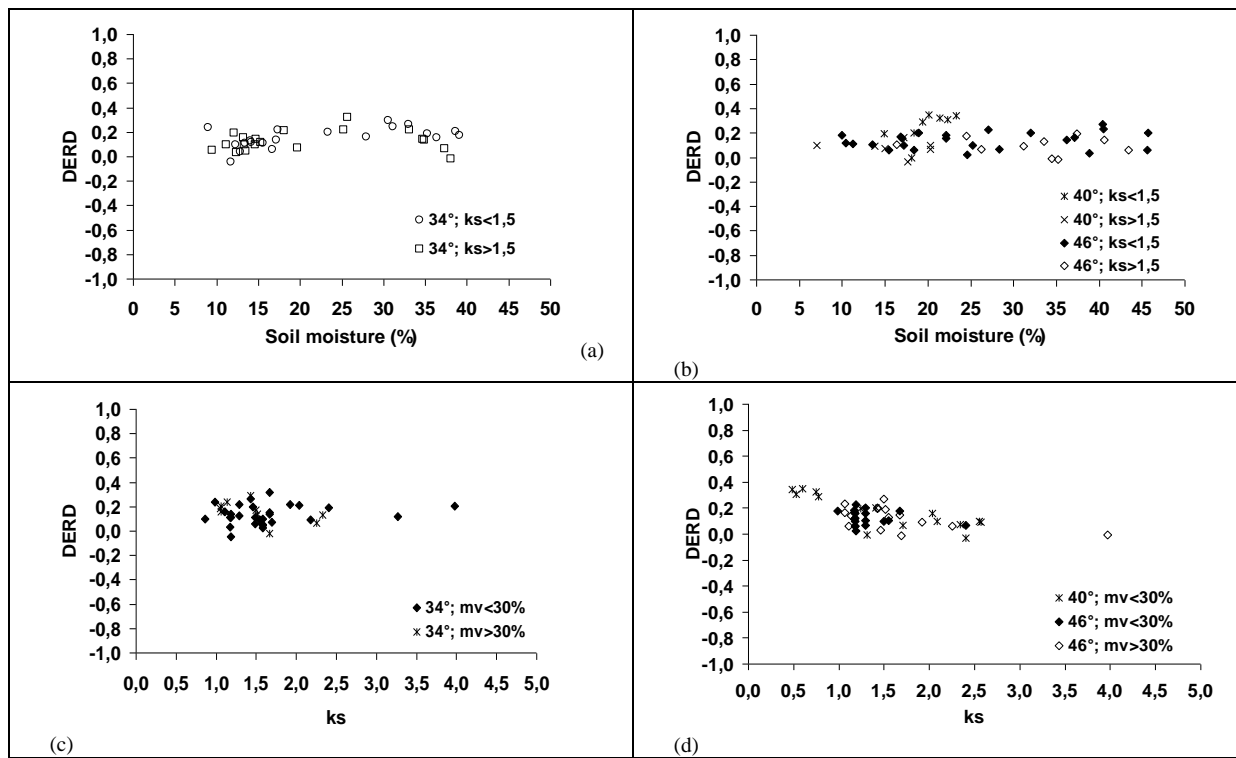 1,0
0,8
0,6
0,4
0,2
0,0
-0,2
-0,4
-0,6
-0,8
-1,0
DERD
34°; ks<1,5
34°; ks>1,5
0 5 10 15 20 25 30 35 40 45 50
Soil moisture (%)
(a)
1,0
0,8
0,6
0,4
0,2
0,0
-0,2
-0,4
-0,6
-0,8
-1,0
DERD
40°; ks<1,5
40°; ks>1,5
46°; ks<1,5
46°; ks>1,5
0 5 10 15 20 25 30 35 40 45 50
Soil moisture (%)
(b)
1,0
0,8
0,6
0,4
0,2
0,0
-0,2
-0,4
-0,6
-0,8
-1,0
DERD
34°; mv<30%
34°; mv>30%
0,0 0,5 1,0 1,5 2,0 2,5 3,0 3,5 4,0 4,5 5,0
ks
(c)
1,0
0,8
0,6
0,4
0,2
0,0
-0,2
-0,4
-0,6
-0,8
-1,0
DERD
40°; mv<30%
46°; mv<30%
46°; mv>30%
0,0 0,5 1,0 1,5 2,0 2,5 3,0 3,5 4,0 4,5 5,0
ks
(d)